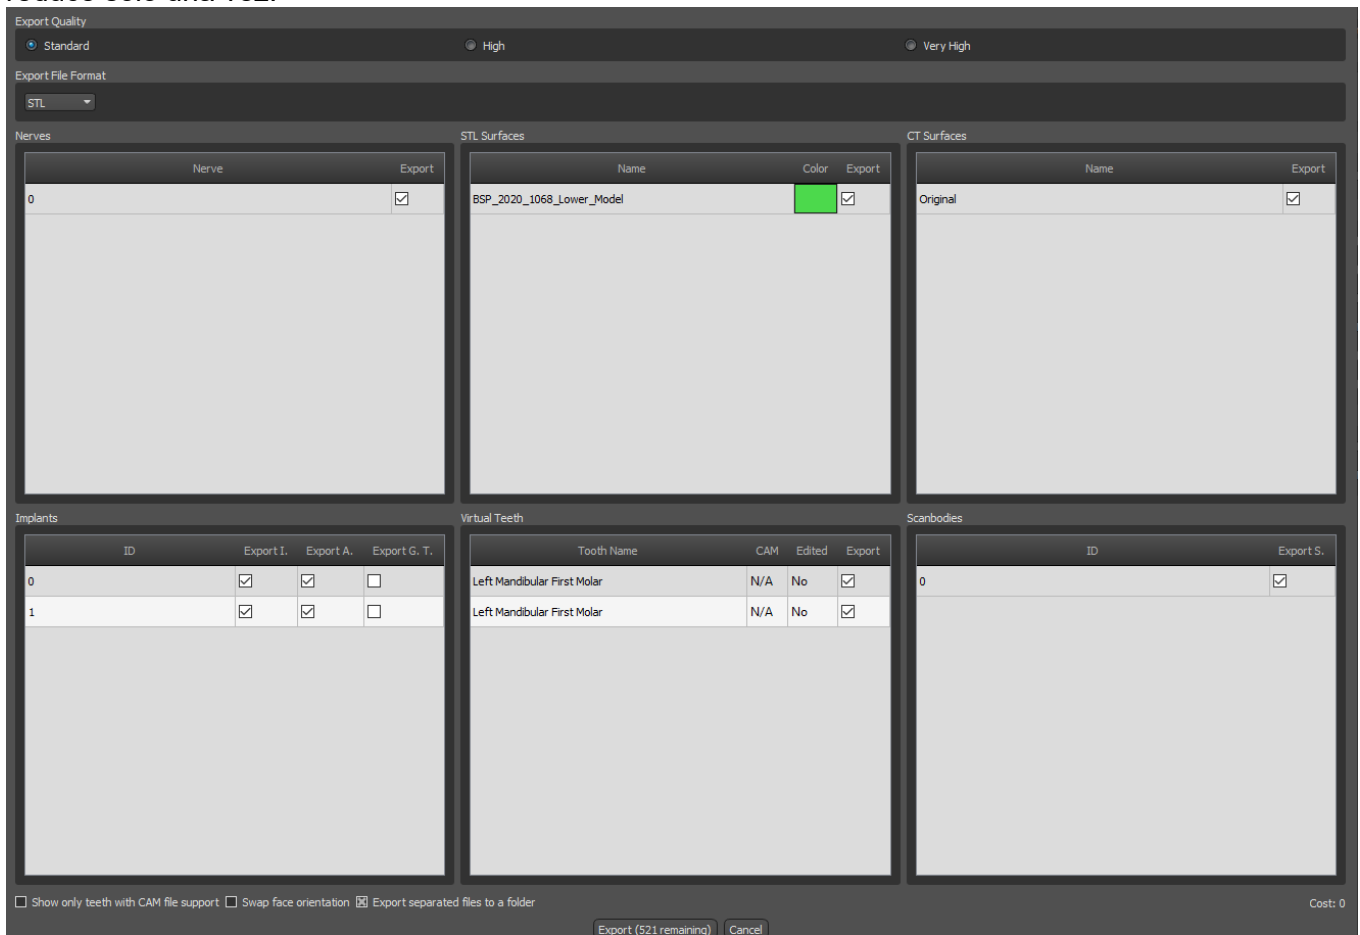 Export Quality
Standard High Very High
Export File Format
STL
Nerves STL Surfaces CT Surfaces
Nerve Export Name Color Export Name Export
0 BSP_2020_1068_Lower_Model Original
Implants Virtual Teeth Scanbodies
ID Export I. Export A. Export G. T. Tooth Name CAM Edited Export ID Export S.
0 Left Mandibular First Molar N/A No 0
1 Left Mandibular First Molar N/A No
Show only teeth with CAM file support Swap face orientation Export separated files to a folder Cost: 0
Export (521 remaining) Cancel